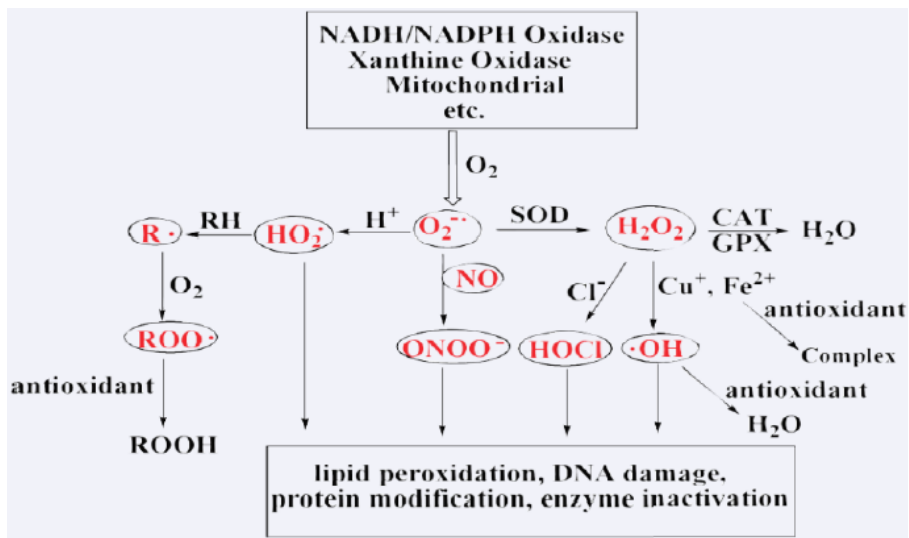 NADH/NADPH Oxidase
Xanthine Oxidase
Mitochondrial
etc.
O₂
R· RH HO₂· H⁺ O₂⁻· SOD H₂O₂ CAT H₂O
GPX
O₂ NO Cl⁻ Cu⁺, Fe²⁺
antioxidant
ROO· ONOO⁻ HOCl ·OH Complex
antioxidant antioxidant
ROOH H₂O
lipid peroxidation, DNA damage,
protein modification, enzyme inactivation